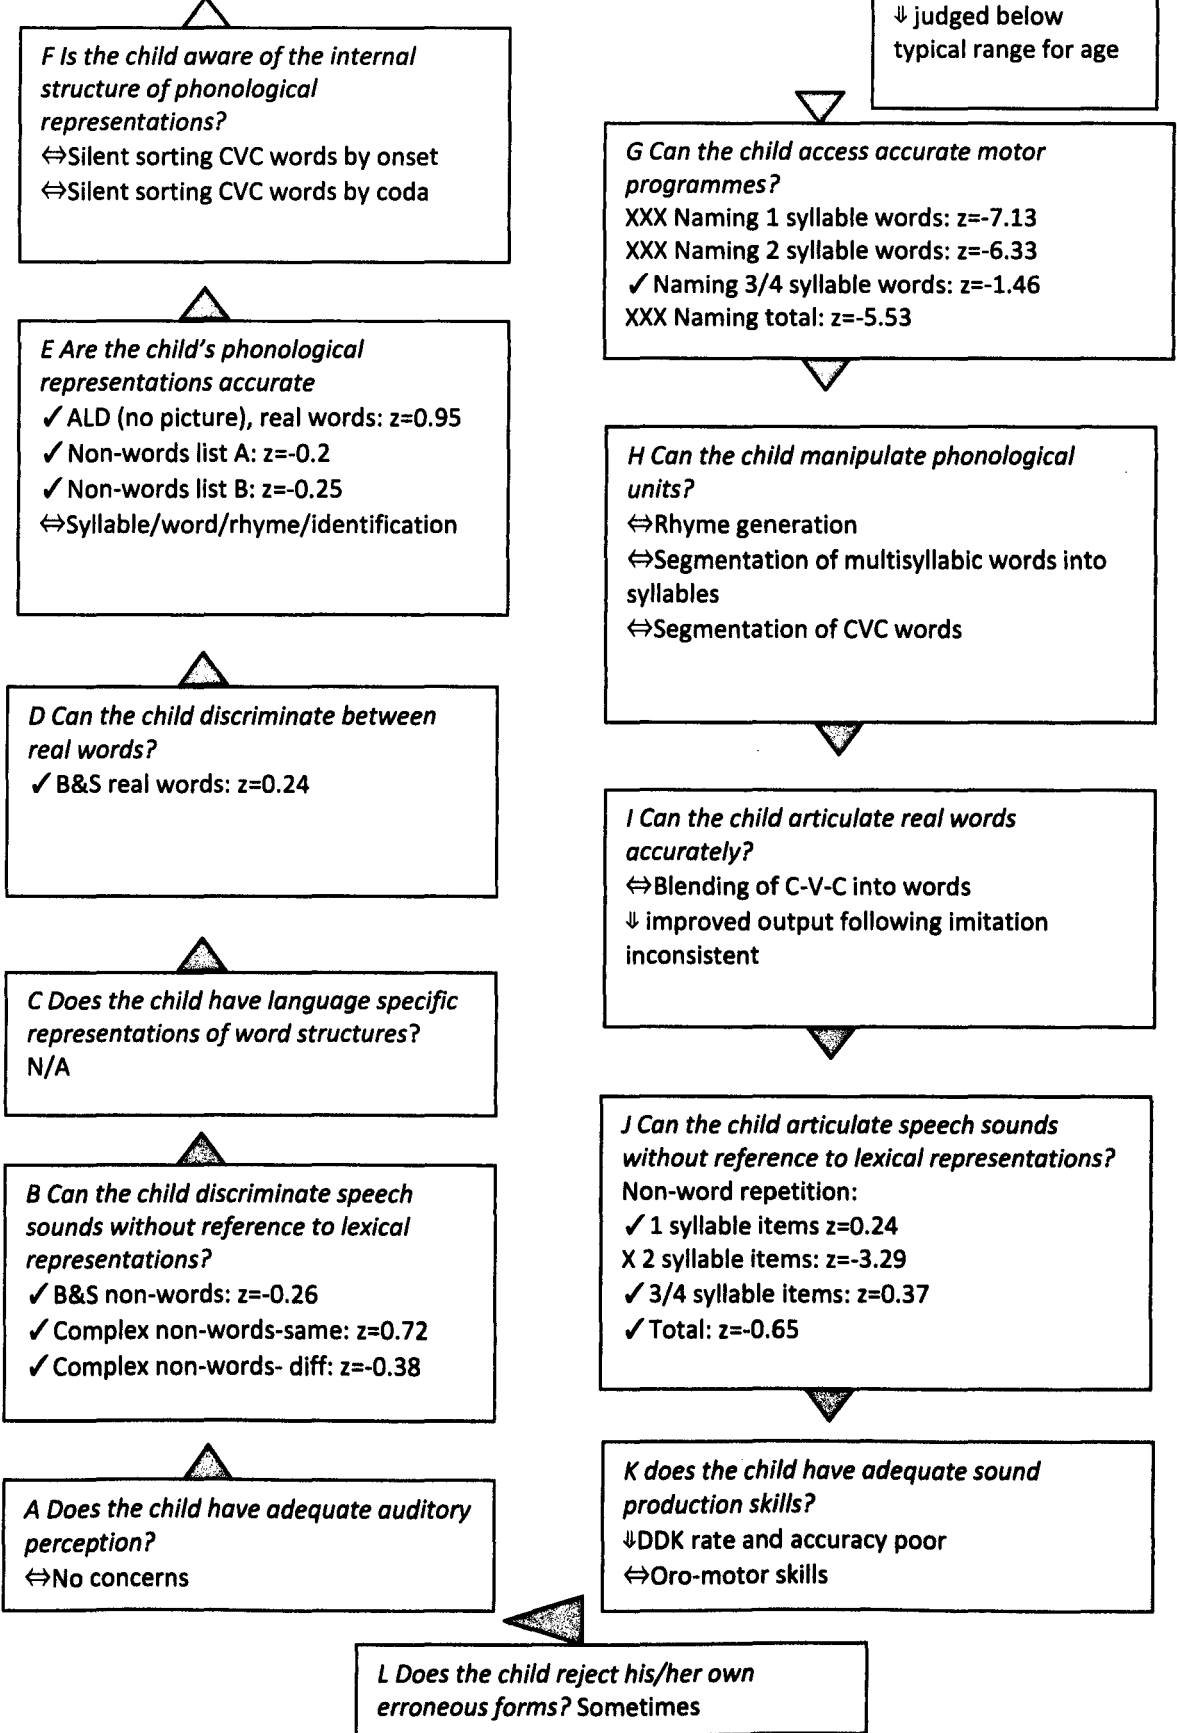 F Is the child aware of the internal
structure of phonological
representations?
⇔Silent sorting CVC words by onset
⇔Silent sorting CVC words by coda
E Are the child's phonological
representations accurate
✓ALD (no picture), real words: z=0.95
✓Non-words list A: z=-0.2
✓Non-words list B: z=-0.25
⇔Syllable/word/rhyme/identification
D Can the child discriminate between
real words?
✓B&S real words: z=0.24
C Does the child have language specific
representations of word structures?
N/A
B Can the child discriminate speech
sounds without reference to lexical
representations?
✓B&S non-words: z=-0.26
✓Complex non-words-same: z=0.72
✓Complex non-words- diff: z=-0.38
A Does the child have adequate auditory
perception?
⇔No concerns
⇓ judged below
typical range for age
G Can the child access accurate motor
programmes?
XXX Naming 1 syllable words: z=-7.13
XXX Naming 2 syllable words: z=-6.33
✓Naming 3/4 syllable words: z=-1.46
XXX Naming total: z=-5.53
H Can the child manipulate phonological
units?
⇔Rhyme generation
⇔Segmentation of multisyllabic words into
syllables
⇔Segmentation of CVC words
I Can the child articulate real words
accurately?
⇔Blending of C-V-C into words
⇓ improved output following imitation
inconsistent
J Can the child articulate speech sounds
without reference to lexical representations?
Non-word repetition:
✓1 syllable items z=0.24
X 2 syllable items: z=-3.29
✓3/4 syllable items: z=0.37
✓Total: z=-0.65
K does the child have adequate sound
production skills?
⇓DDK rate and accuracy poor
⇔Oro-motor skills
L Does the child reject his/her own
erroneous forms? Sometimes